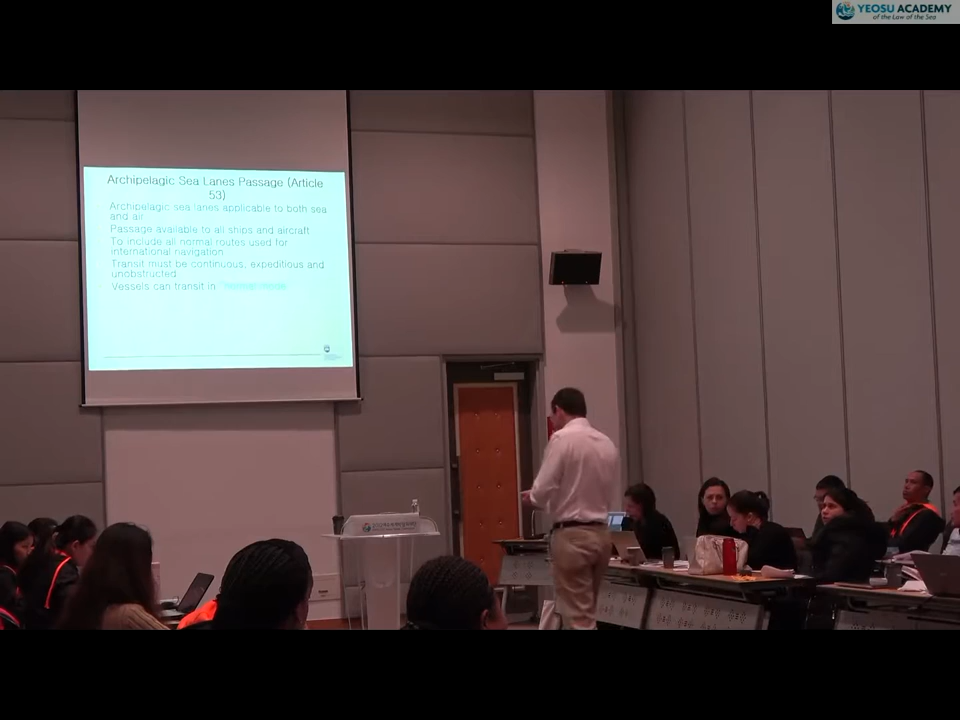 YEOSU ACADEMY
of the Law of the Sea
Archipelagic Sea Lanes Passage (Article
53)
Archipelagic sea lanes applicable to both sea
and air
Passage available to all ships and aircraft
To include all normal routes used for
international navigation
Transit must be continuous, expeditious and
unobstructed
Vessels can transit in